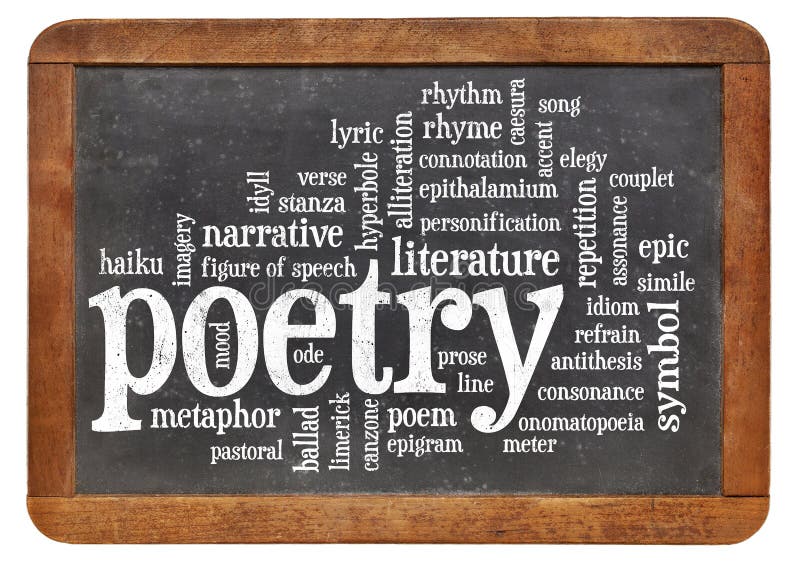 rhythm
caesura
song
lyric
rhyme
accent
alliteration
hyperbole
connotation
elegy
verse
idyll
stanza
epithalamium
couplet
personification
repetition
assonance
imagery
narrative
epic
haiku
figure of speech
literature
simile
poetry
idiom
symbol
mood
refrain
ode
prose
antithesis
line
consonance
metaphor
ballad
limerick
canzone
poem
onomatopoeia
pastoral
epigram
meter